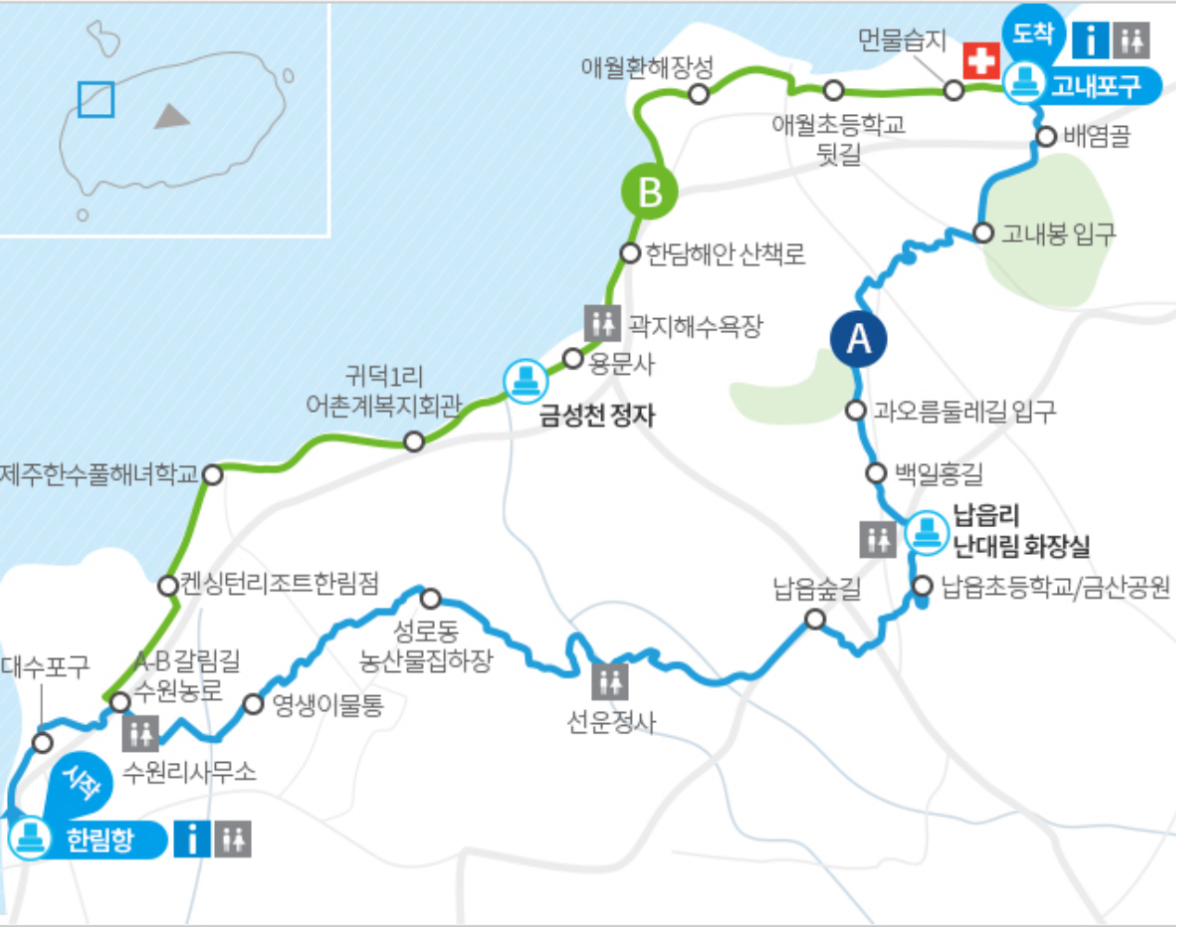 도착
i
고내포구
먼물습지
애월환해장성
애월초등학교
뒷길
배염골
B
고내봉 입구
한담해안 산책로
곽지해수욕장
A
용문사
귀덕1리
어촌계복지회관
금성천 정자
과오름둘레길 입구
제주한수풀해녀학교
백일홍길
납읍리
난대림 화장실
켄싱턴리조트한림점
납읍숲길
납읍초등학교/금산공원
성로동
농산물집하장
대수포구
A-B 갈림길
수원농로
영생이물통
선운정사
수원리사무소
시작
한림항
i